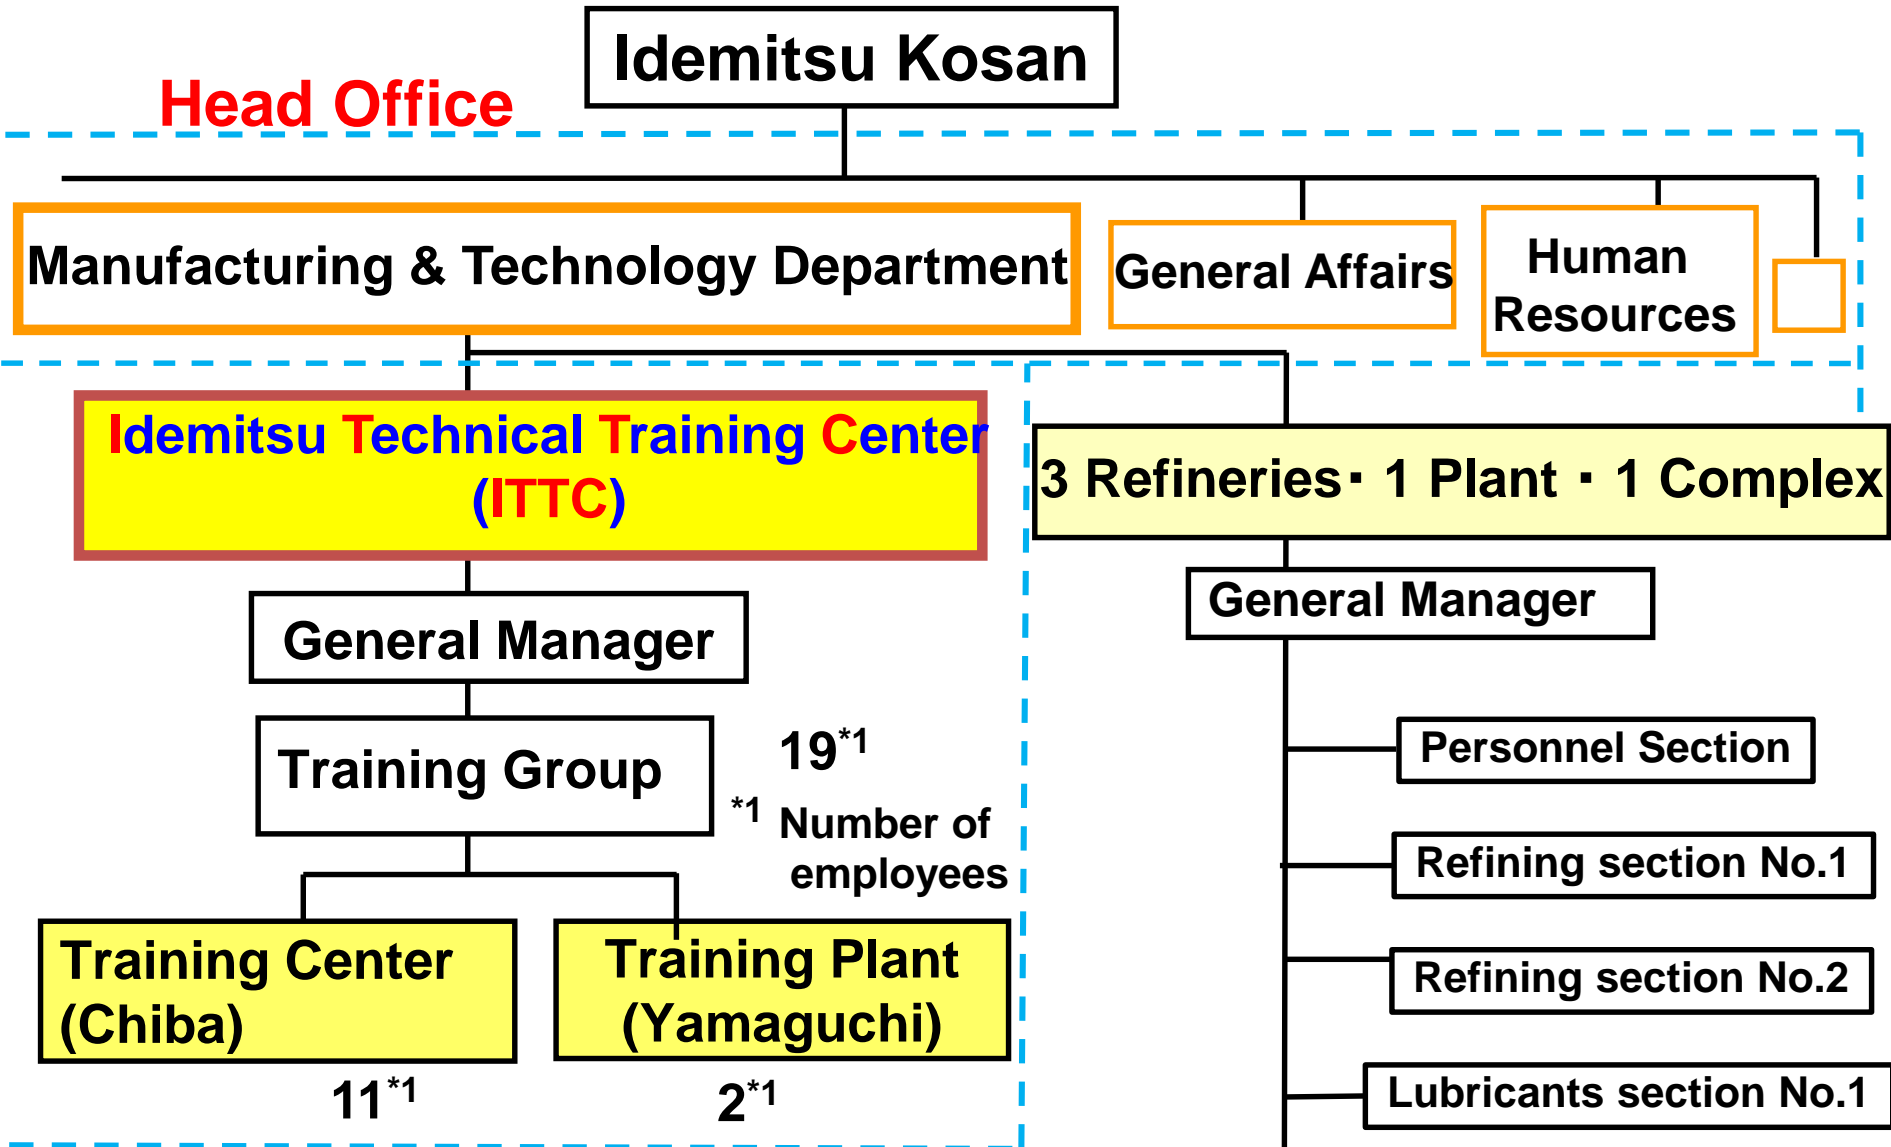 Idemitsu Kosan
Head Office
Manufacturing & Technology Department
General Affairs
Human
Resources
Idemitsu Technical Training Center
(ITTC)
3 Refineries・1 Plant・1 Complex
General Manager
General Manager
Training Group
19*1
*1 Number of
employees
Personnel Section
Refining section No.1
Refining section No.2
Lubricants section No.1
Training Center
(Chiba)
11*1
Training Plant
(Yamaguchi)
2*1